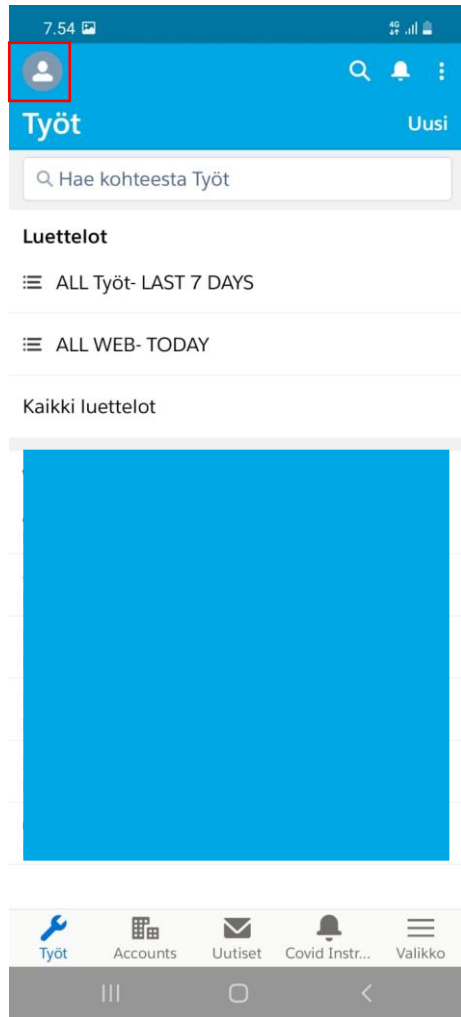 7.54
4G
Työt
Uusi
Hae kohteesta Työt
Luettelot
ALL Työt- LAST 7 DAYS
ALL WEB- TODAY
Kaikki luettelot
Työt Accounts Uutiset Covid Instr... Valikko